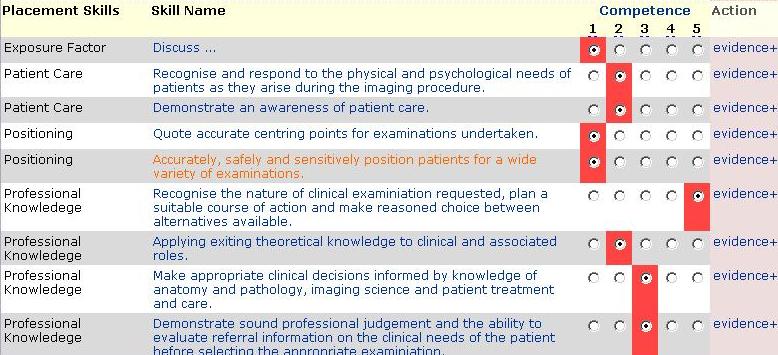 Placement Skills Skill Name Competence Action
1 2 3 4 5
Exposure Factor Discuss ... evidence+
Patient Care Recognise and respond to the physical and psychological needs of evidence+
patients as they arise during the imaging procedure.
Patient Care Demonstrate an awareness of patient care. evidence+
Positioning Quote accurate centring points for examinations undertaken. evidence+
Positioning Accurately, safely and sensitively position patients for a wide evidence+
variety of examinations.
Professional Recognise the nature of clinical examiniation requested, plan a evidence+
Knowledege suitable course of action and make reasoned choice between
alternatives available.
Professional Applying exiting theoretical knowledge to clinical and associated evidence+
Knowledege roles.
Professional Make appropriate clinical decisions informed by knowledge of evidence+
Knowledege anatomy and pathology, imaging science and patient treatment
and care.
Professional Demonstrate sound professional judgement and the ability to evidence+
Knowledege evaluate referral information on the clinical needs of the patient
before selecting the appropriate examiniation.